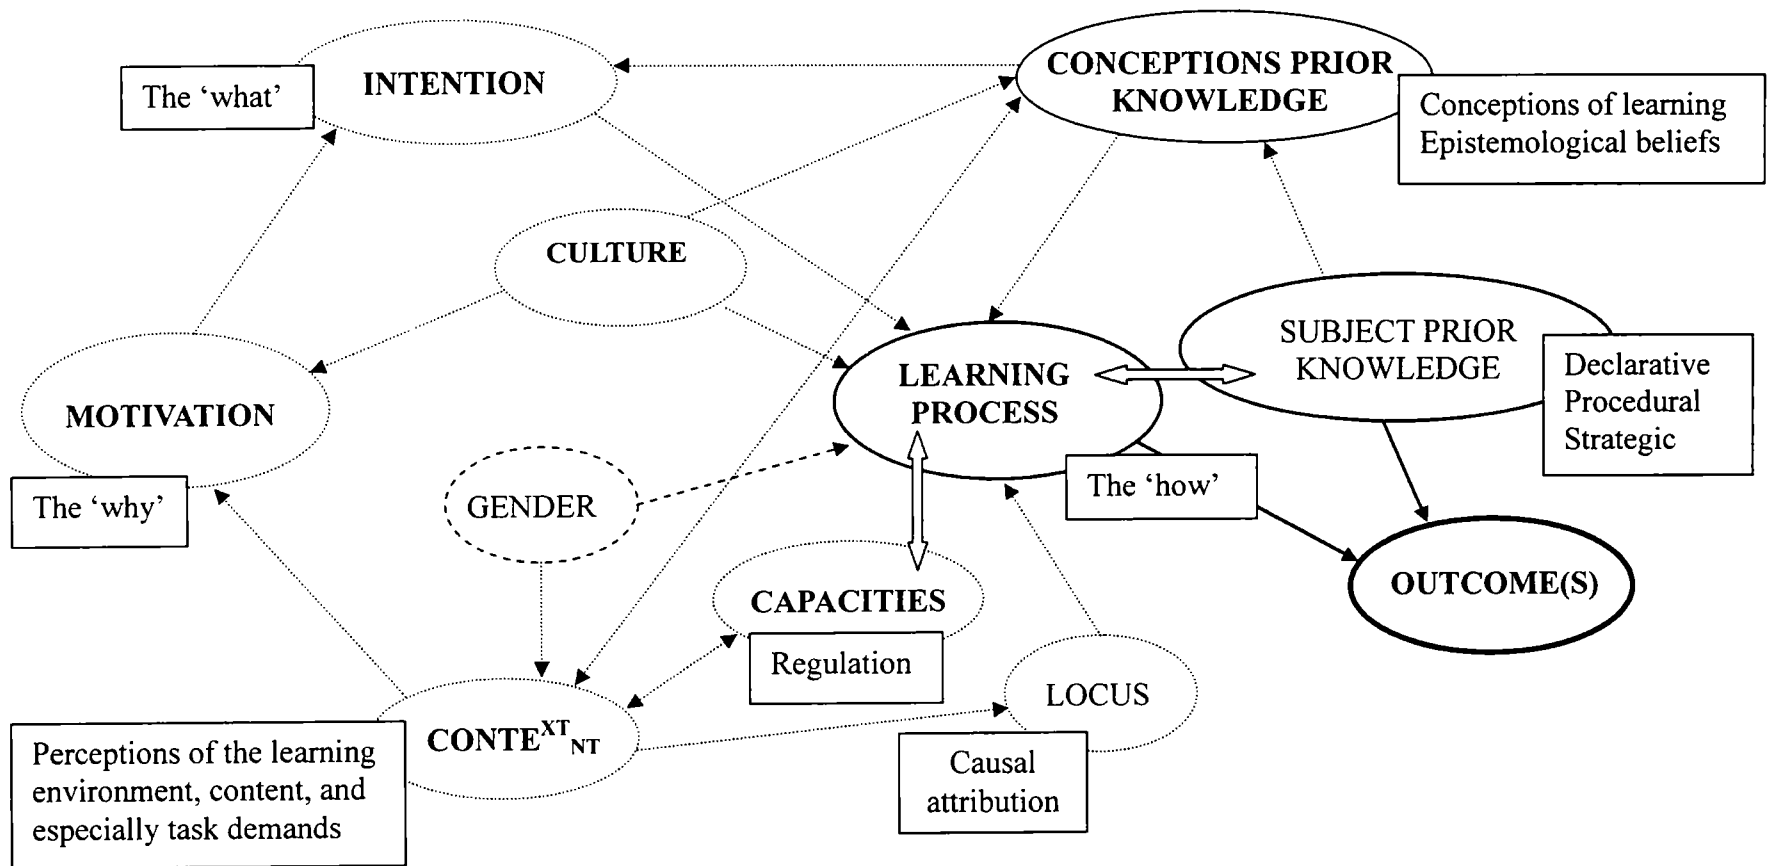 The ‘what’
INTENTION
CONCEPTIONS PRIOR
KNOWLEDGE
Conceptions of learning
Epistemological beliefs
CULTURE
MOTIVATION
The ‘why’
LEARNING
PROCESS
The ‘how’
SUBJECT PRIOR
KNOWLEDGE
Declarative
Procedural
Strategic
GENDER
CAPACITIES
Regulation
OUTCOME(S)
LOCUS
Causal
attribution
CONTEXTNT
Perceptions of the learning
environment, content, and
especially task demands